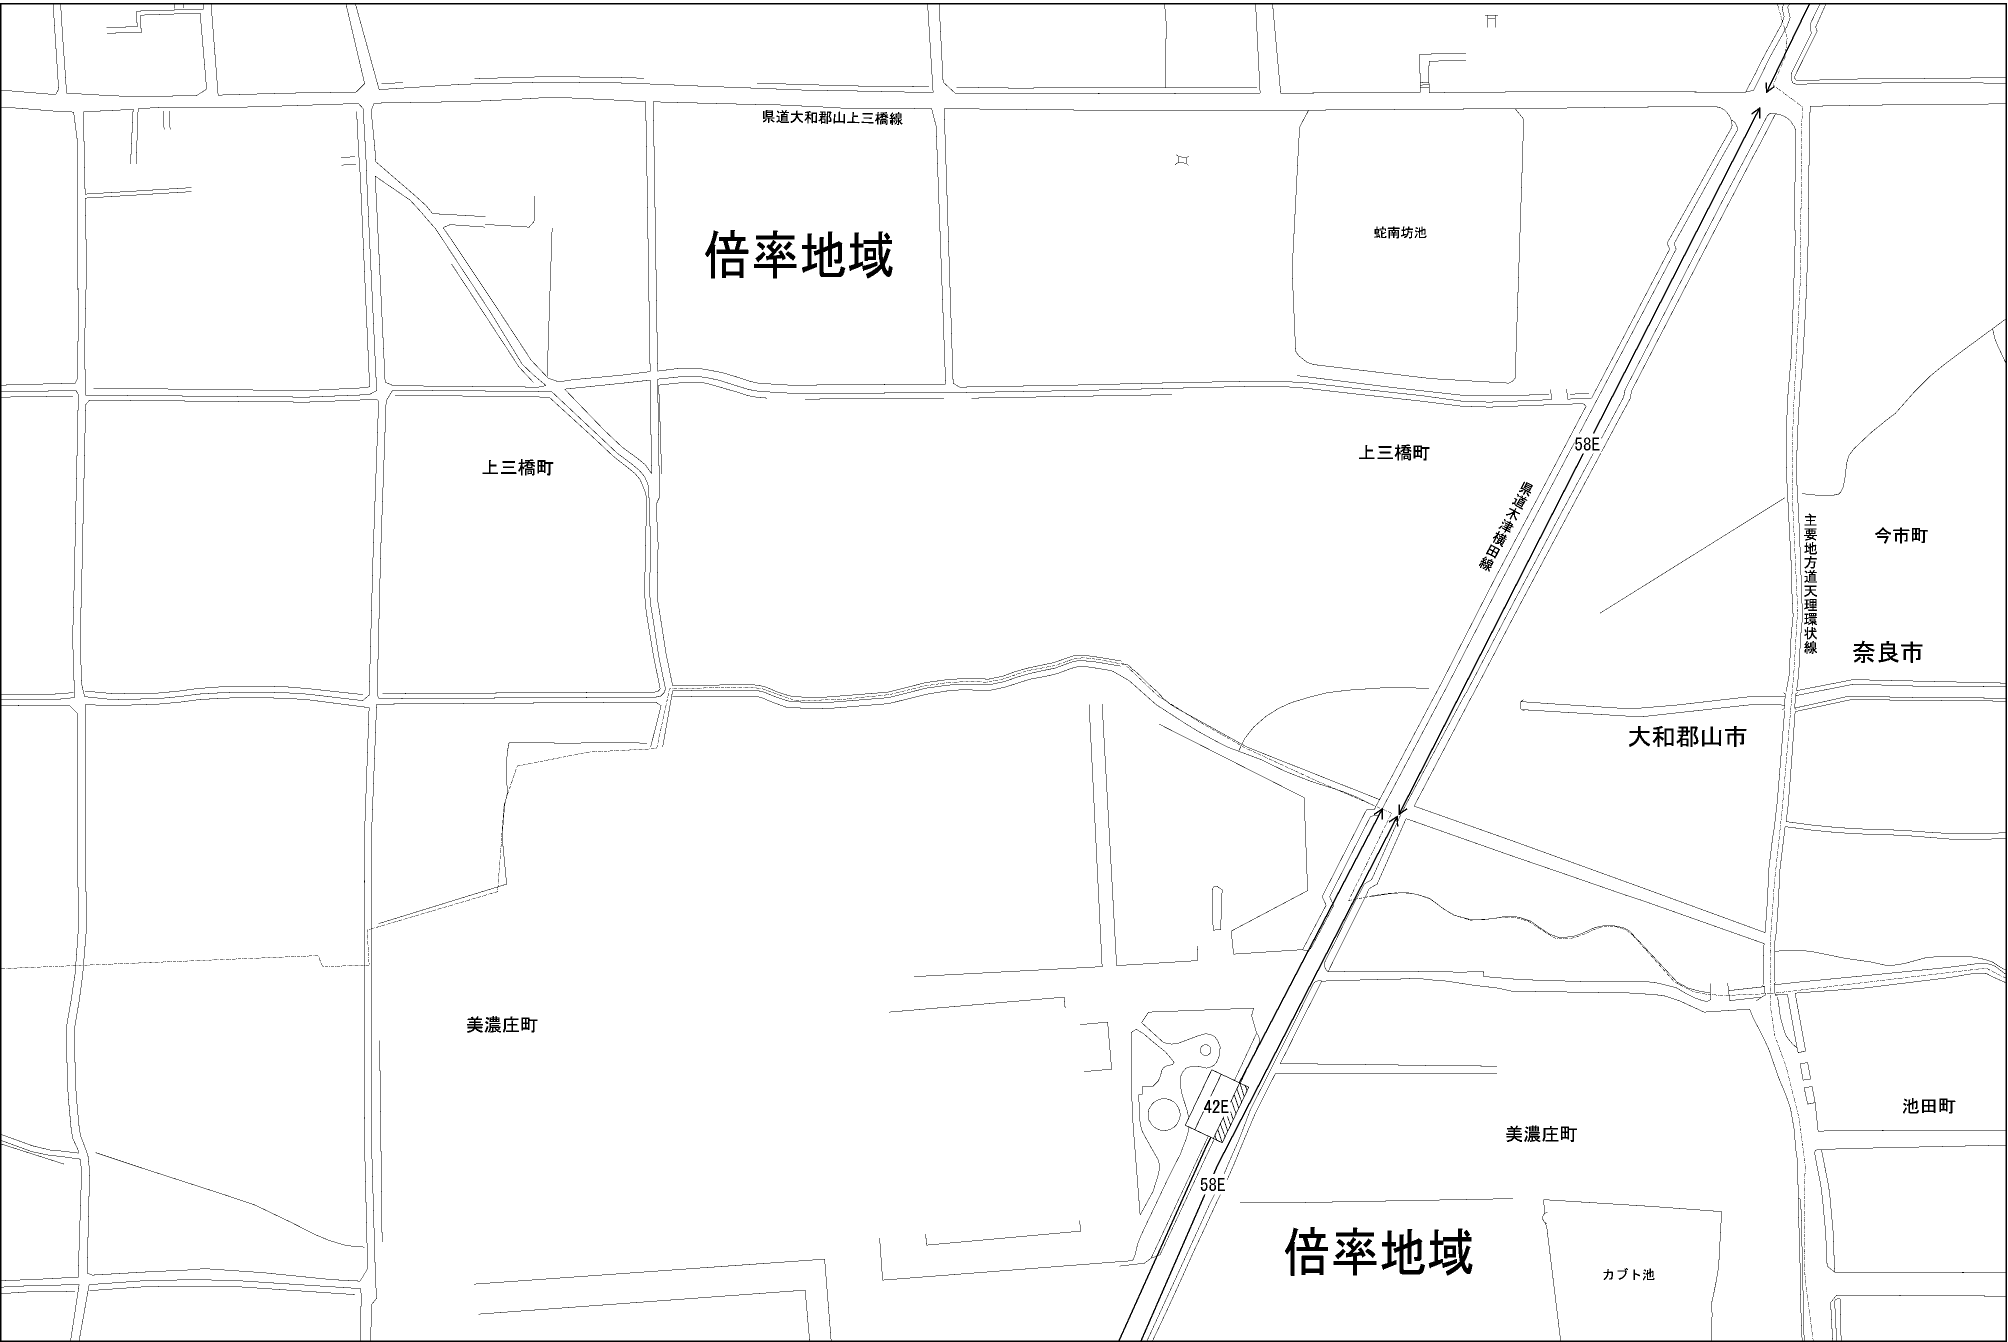 県道大和郡山上三橋線
倍率地域
蛇南坊池
58E
上三橋町
上三橋町
県道木津横田線
主要地方道天理環状線
今市町
奈良市
大和郡山市
美濃庄町
42E
池田町
美濃庄町
58E
倍率地域
カブト池